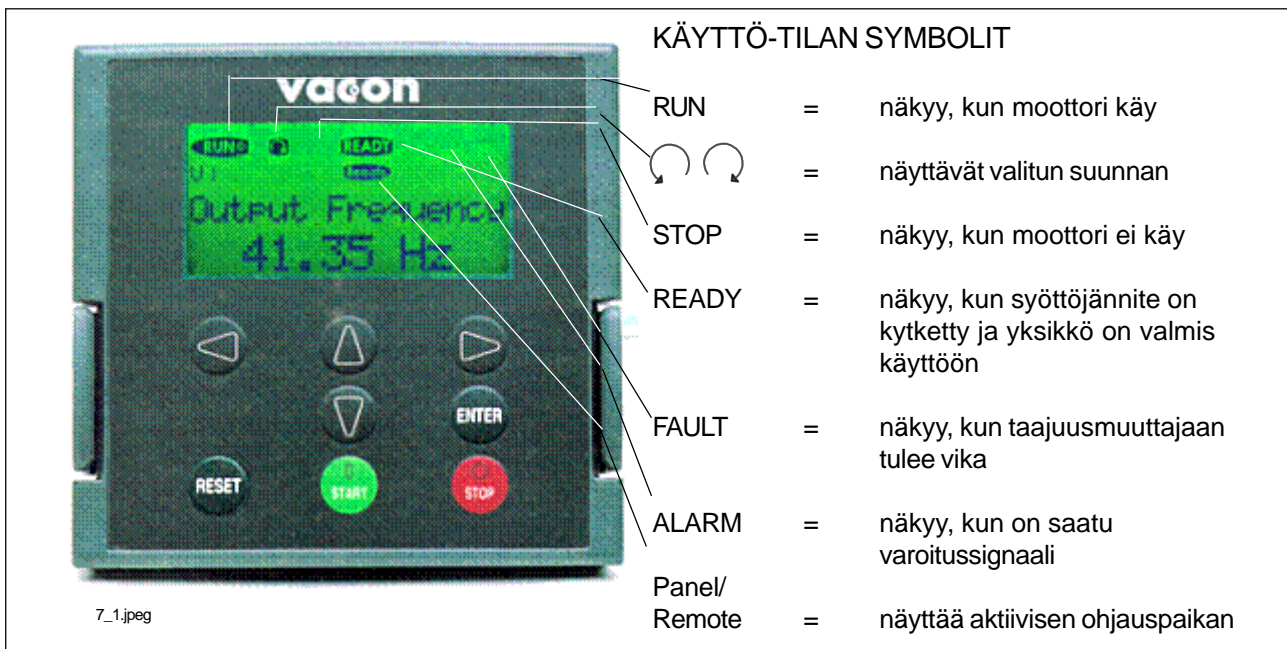 KÄYTTÖ-TILAN SYMBOLIT
vacon
RUN READY
Output Frequency
41.35 Hz
ENTER
RESET START STOP
7_1.jpeg
RUN = näkyy, kun moottori käy
= näyttävät valitun suunnan
STOP = näkyy, kun moottori ei käy
READY = näkyy, kun syöttöjännite on
kytketty ja yksikkö on valmis
käyttöön
FAULT = näkyy, kun taajuusmuuttajaan
tulee vika
ALARM = näkyy, kun on saatu
varoitussignaali
Panel/
Remote = näyttää aktiivisen ohjauspaikan